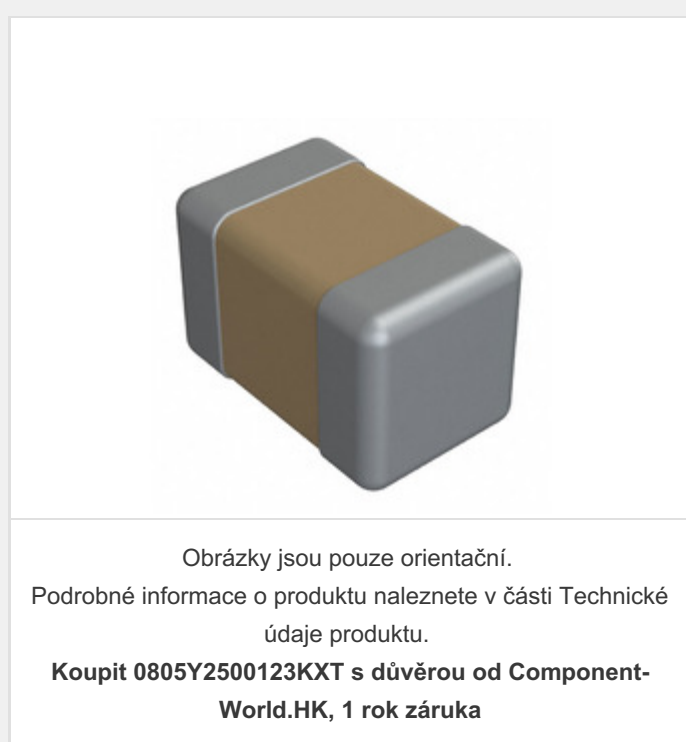 Obrázky jsou pouze orientační.
Podrobné informace o produktu naleznete v části Technické
údaje produktu.
Koupit 0805Y2500123KXT s důvěrou od Component-
World.HK, 1 rok záruka